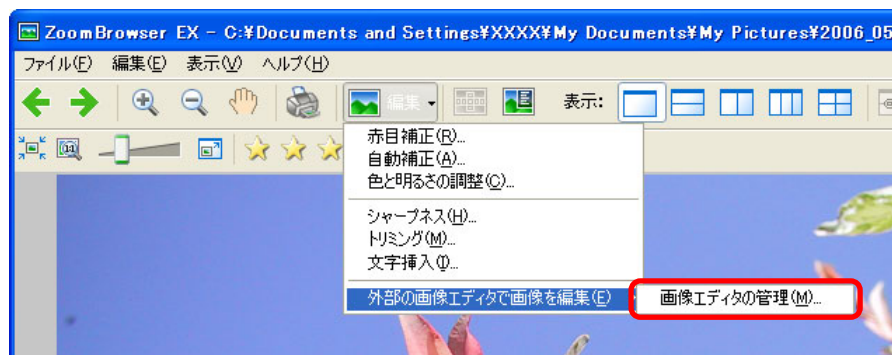 ZoomBrowser EX - C:¥Documents and Settings¥XXXX¥My Documents¥My Pictures¥2006_05
ファイル(F) 編集(E) 表示(V) ヘルプ(H)
編集 表示:
赤目補正(R)...
自動補正(A)...
色と明るさの調整(C)...
シャープネス(H)...
トリミング(M)...
文字挿入(I)...
外部の画像エディタで画像を編集(E) 画像エディタの管理(M)...